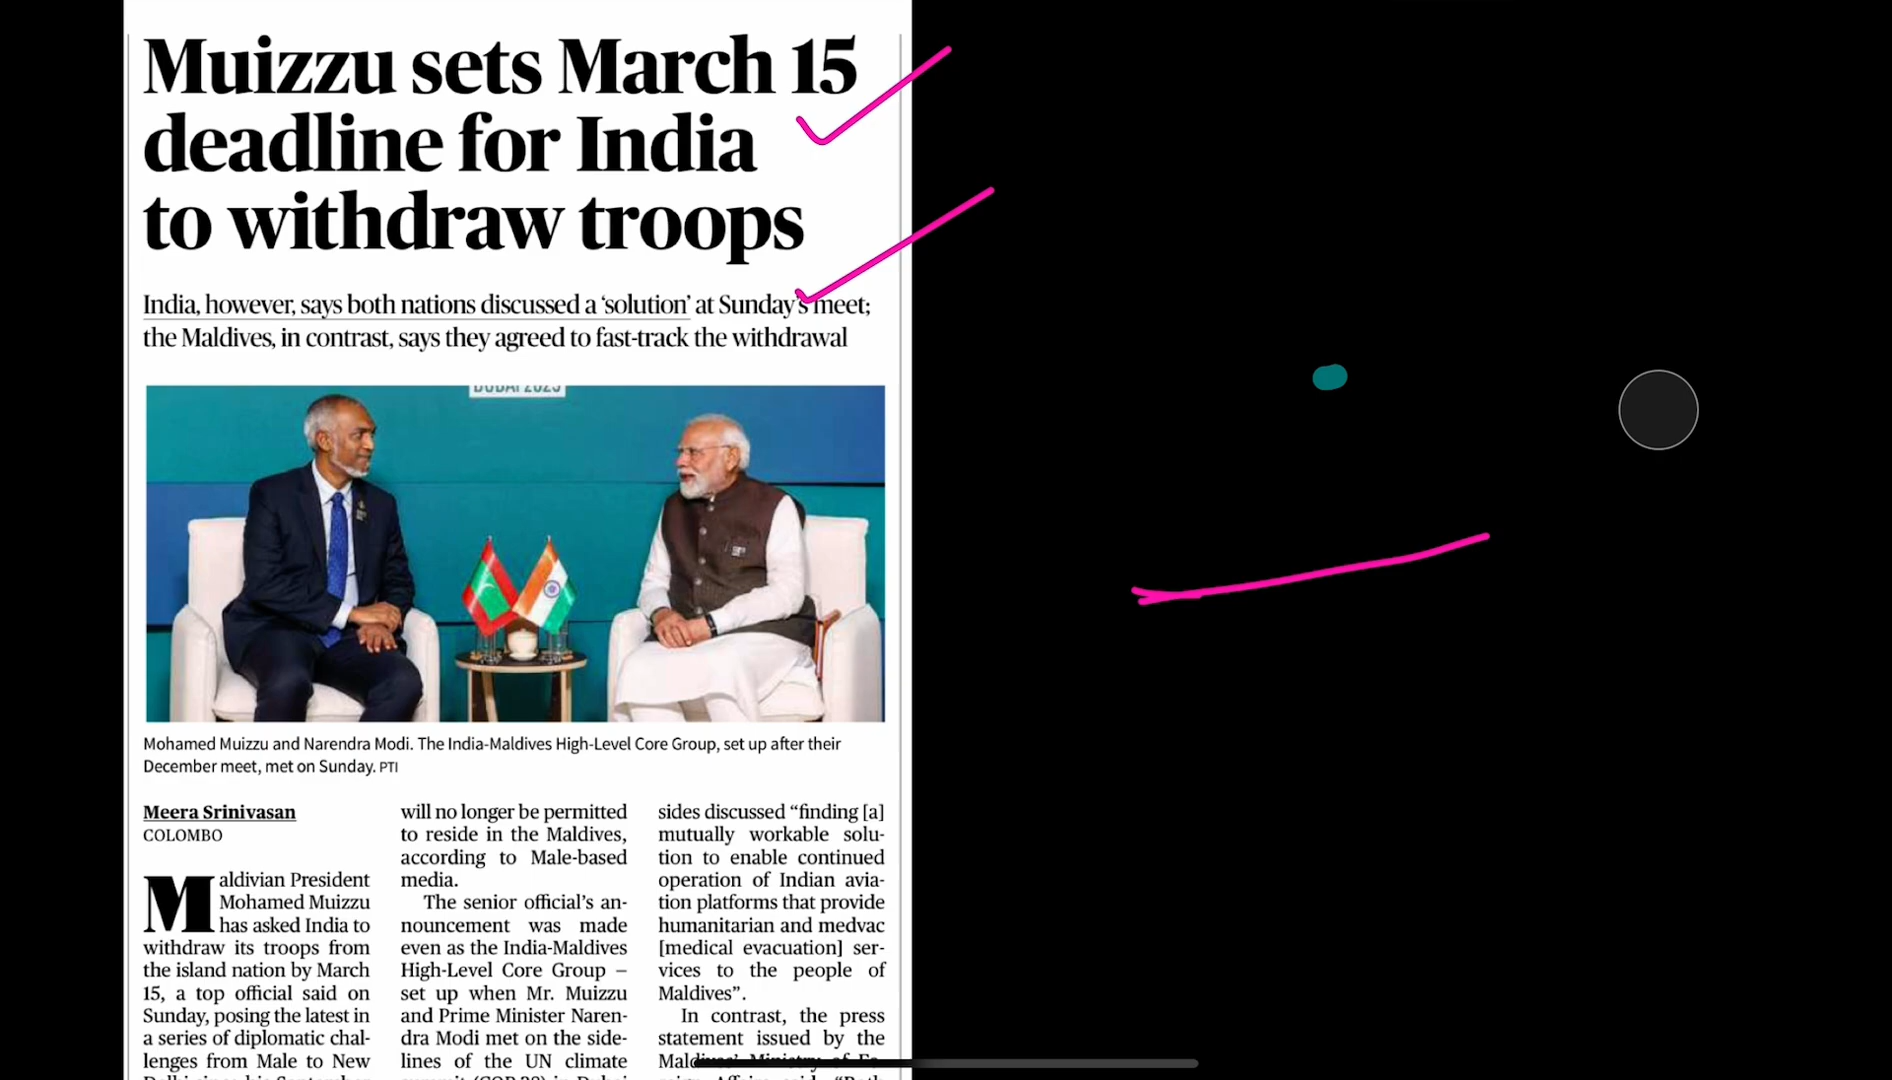 Muizzu sets March 15
deadline for India
to withdraw troops
India, however, says both nations discussed a ‘solution’ at Sunday’s meet;
the Maldives, in contrast, says they agreed to fast-track the withdrawal
DUBAI 2023
Mohamed Muizzu and Narendra Modi. The India-Maldives High-Level Core Group, set up after their
December meet, met on Sunday. PTI
Meera Srinivasan
COLOMBO
Maldivian President
Mohamed Muizzu
has asked India to
withdraw its troops from
the island nation by March
15, a top official said on
Sunday, posing the latest in
a series of diplomatic chal-
lenges from Male to New
will no longer be permitted
to reside in the Maldives,
according to Male-based
media.
The senior official’s an-
nouncement was made
even as the India-Maldives
High-Level Core Group –
set up when Mr. Muizzu
and Prime Minister Naren-
dra Modi met on the side-
lines of the UN climate
sides discussed “finding [a]
mutually workable solu-
tion to enable continued
operation of Indian avia-
tion platforms that provide
humanitarian and medvac
[medical evacuation] ser-
vices to the people of
Maldives”.
In contrast, the press
statement issued by the
Maldives’ Ministry of Fo-